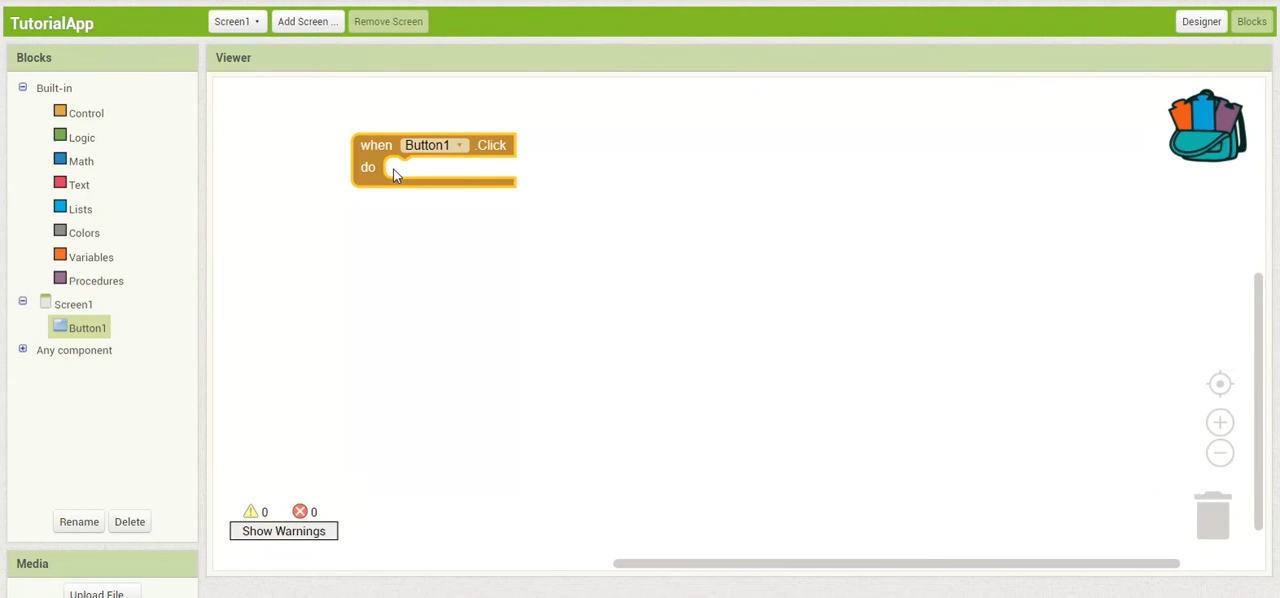 TutorialApp
Screen1
Add Screen ...
Remove Screen
Designer
Blocks
Blocks
Viewer
Built-in
Control
Logic
Math
Text
Lists
Colors
Variables
Procedures
Screen1
Button1
Any component
when Button1 .Click
do
0
0
Show Warnings
Rename
Delete
Media
Upload File ...